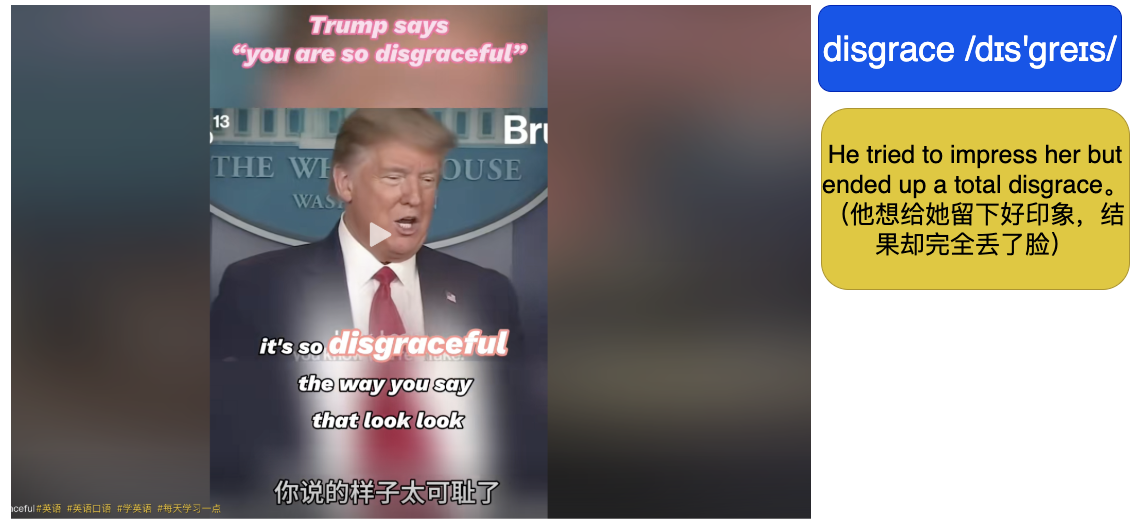 Trump says
“you are so disgraceful”
13
Bru
THE WH OUSE
WAS
it's so disgraceful
the way you say
that look look
你说的样子太可耻了
aceful#英语 #英语口语 #学英语 #每天学习一点
disgrace /dɪs'greɪs/
He tried to impress her but
ended up a total disgrace。
（他想给她留下好印象，结
果却完全丢了脸）